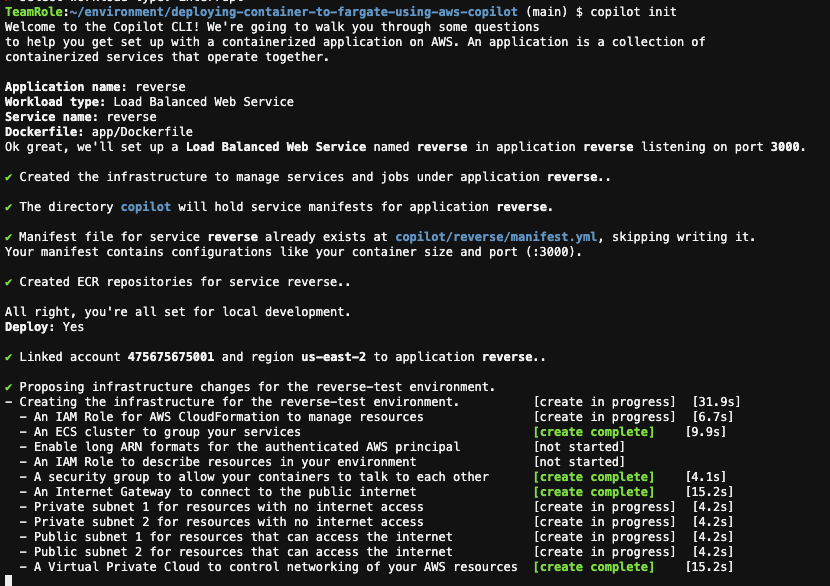 TeamRole:~/environment/deploying-container-to-fargate-using-aws-copilot (main) $ copilot init
Welcome to the Copilot CLI! We're going to walk you through some questions
to help you get set up with a containerized application on AWS. An application is a collection of
containerized services that operate together.
Application name: reverse
Workload type: Load Balanced Web Service
Service name: reverse
Dockerfile: app/Dockerfile
Ok great, we'll set up a Load Balanced Web Service named reverse in application reverse listening on port 3000.
✔ Created the infrastructure to manage services and jobs under application reverse..
✔ The directory copilot will hold service manifests for application reverse.
✔ Manifest file for service reverse already exists at copilot/reverse/manifest.yml, skipping writing it.
Your manifest contains configurations like your container size and port (:3000).
✔ Created ECR repositories for service reverse..
All right, you're all set for local development.
Deploy: Yes
✔ Linked account 475675675001 and region us-east-2 to application reverse..
✔ Proposing infrastructure changes for the reverse-test environment.
- Creating the infrastructure for the reverse-test environment. [create in progress] [31.9s]
- An IAM Role for AWS CloudFormation to manage resources [create in progress] [6.7s]
- An ECS cluster to group your services [create complete] [9.9s]
- Enable long ARN formats for the authenticated AWS principal [not started]
- An IAM Role to describe resources in your environment [not started]
- A security group to allow your containers to talk to each other [create complete] [4.1s]
- An Internet Gateway to connect to the public internet [create complete] [15.2s]
- Private subnet 1 for resources with no internet access [create in progress] [4.2s]
- Private subnet 2 for resources with no internet access [create in progress] [4.2s]
- Public subnet 1 for resources that can access the internet [create in progress] [4.2s]
- Public subnet 2 for resources that can access the internet [create in progress] [4.2s]
- A Virtual Private Cloud to control networking of your AWS resources [create complete] [15.2s]